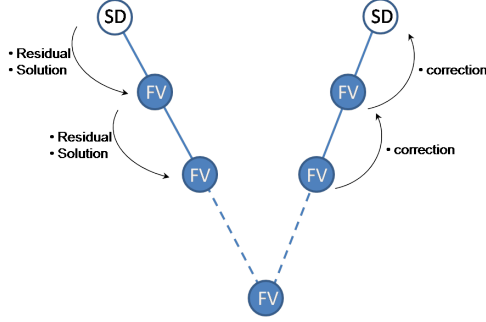 SD
SD
• Residual
• Solution
• correction
FV
FV
• Residual
• Solution
• correction
FV
FV
FV